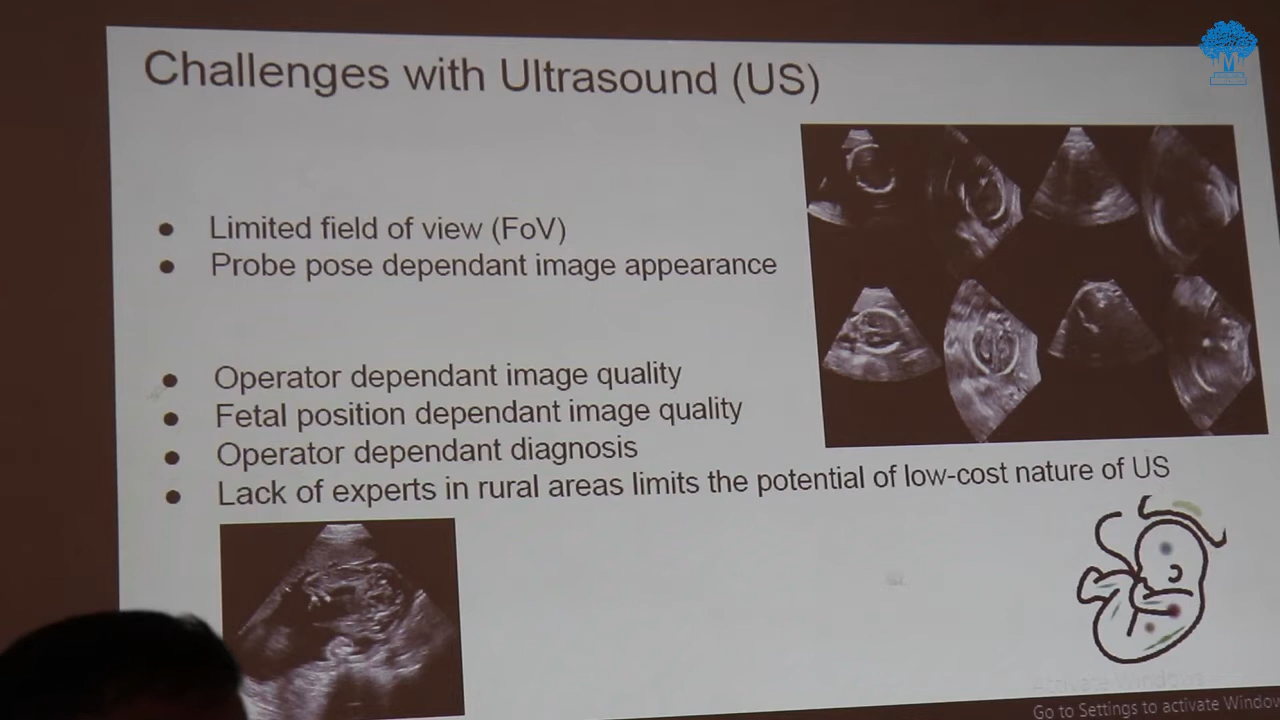 Challenges with Ultrasound (US)
M
● Limited field of view (FoV)
● Probe pose dependant image appearance
● Operator dependant image quality
● Fetal position dependant image quality
● Operator dependant diagnosis
● Lack of experts in rural areas limits the potential of low-cost nature of US
Activate Windows
Go to Settings to activate Window